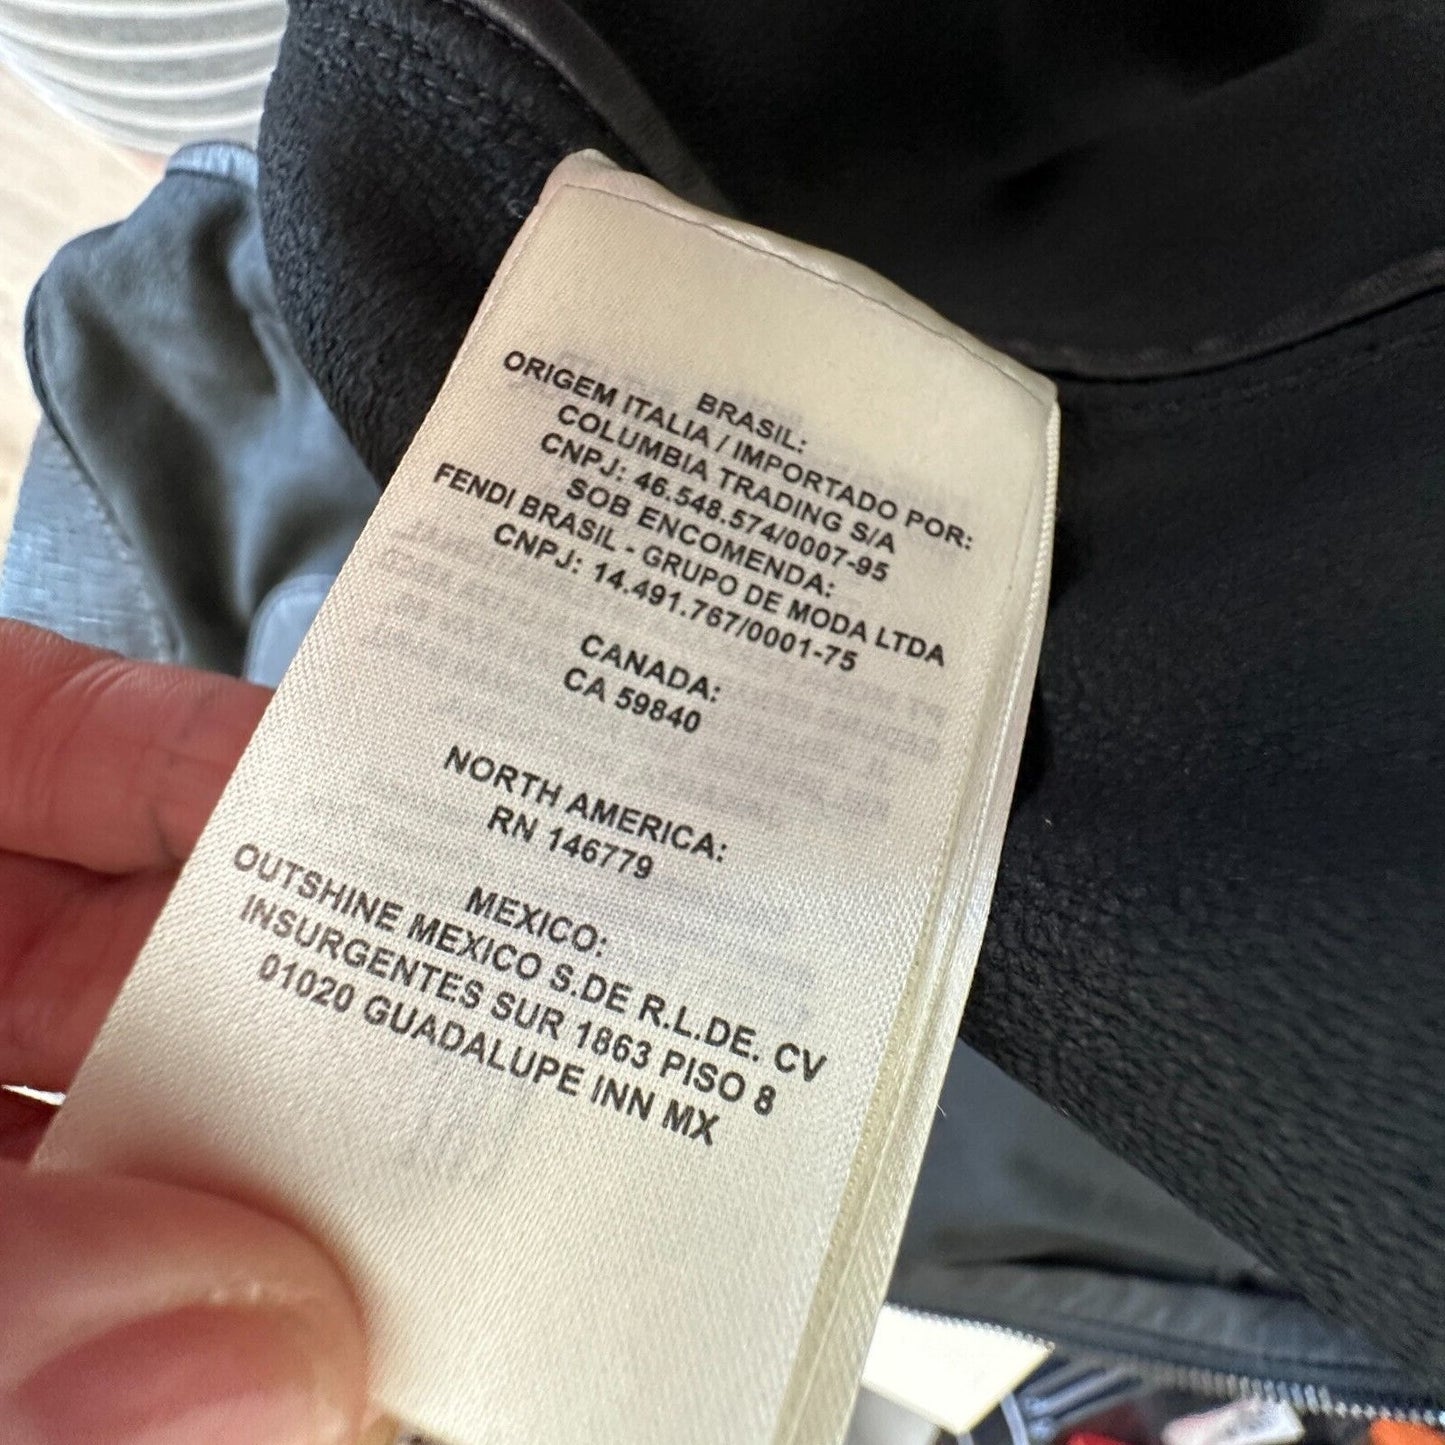 BRASIL:
ORIGEM ITALIA / IMPORTADO POR:
COLUMBIA TRADING S/A
CNPJ: 46.548.574/0007-95
SOB ENCOMENDA:
FENDI BRASIL - GRUPO DE MODA LTDA
CNPJ: 14.491.767/0001-75
CANADA:
CA 59840
NORTH AMERICA:
RN 146779
MEXICO:
OUTSHINE MEXICO S.DE R.L.DE. CV
INSURGENTES SUR 1863 PISO 8
01020 GUADALUPE INN MX